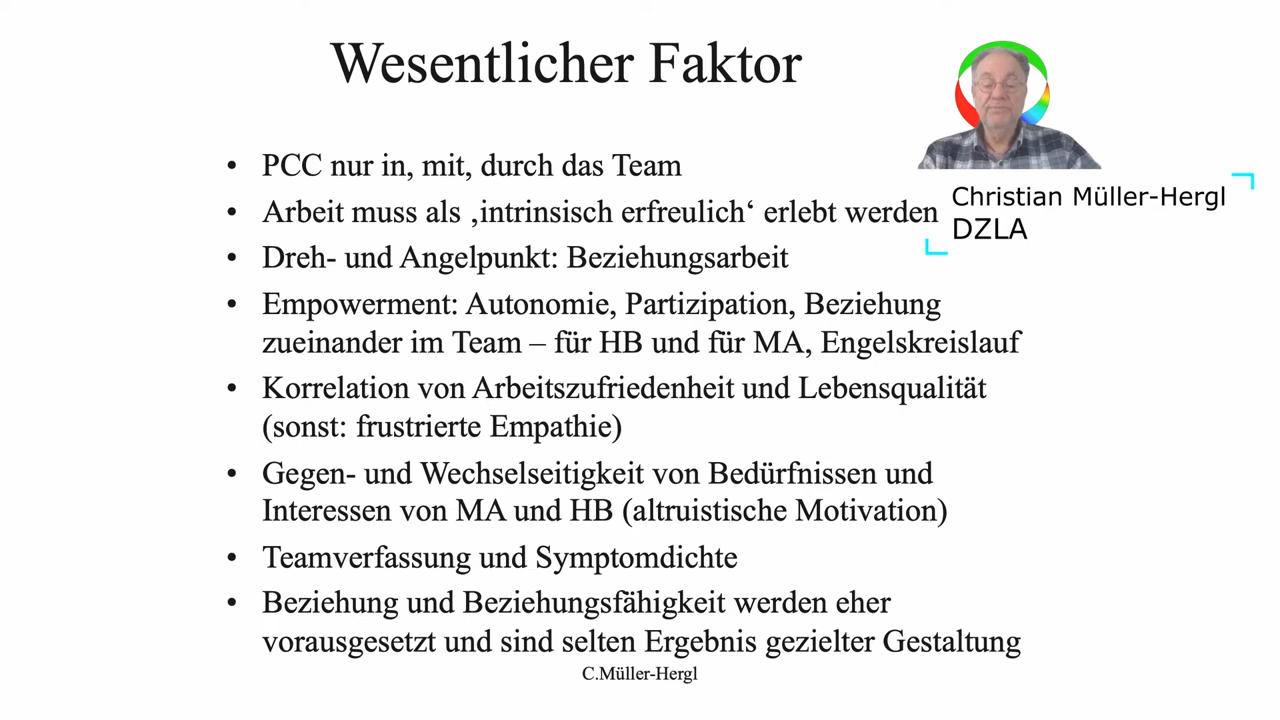 Wesentlicher Faktor
• PCC nur in, mit, durch das Team
• Arbeit muss als ‚intrinsisch erfreulich‘ erlebt werden
• Dreh- und Angelpunkt: Beziehungsarbeit
• Empowerment: Autonomie, Partizipation, Beziehung
zueinander im Team – für HB und für MA, Engelskreislauf
• Korrelation von Arbeitszufriedenheit und Lebensqualität
(sonst: frustrierte Empathie)
• Gegen- und Wechselseitigkeit von Bedürfnissen und
Interessen von MA und HB (altruistische Motivation)
• Teamverfassung und Symptomdichte
• Beziehung und Beziehungsfähigkeit werden eher
vorausgesetzt und sind selten Ergebnis gezielter Gestaltung
C.Müller-Hergl
Christian Müller-Hergl
DZLA